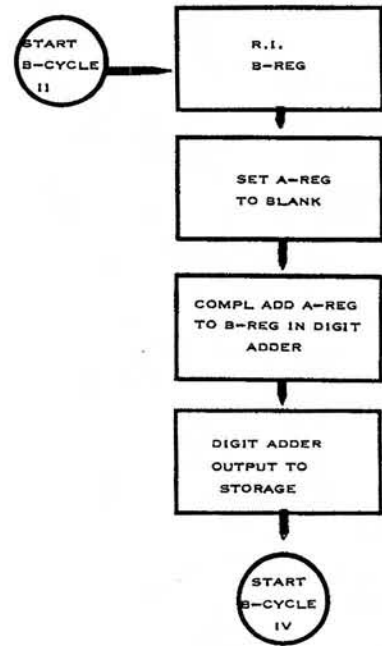 START
B-CYCLE
II
R.I.
B-REG
SET A-REG
TO BLANK
COMPL ADD A-REG
TO B-REG IN DIGIT
ADDER
DIGIT ADDER
OUTPUT TO
STORAGE
START
B-CYCLE
IV